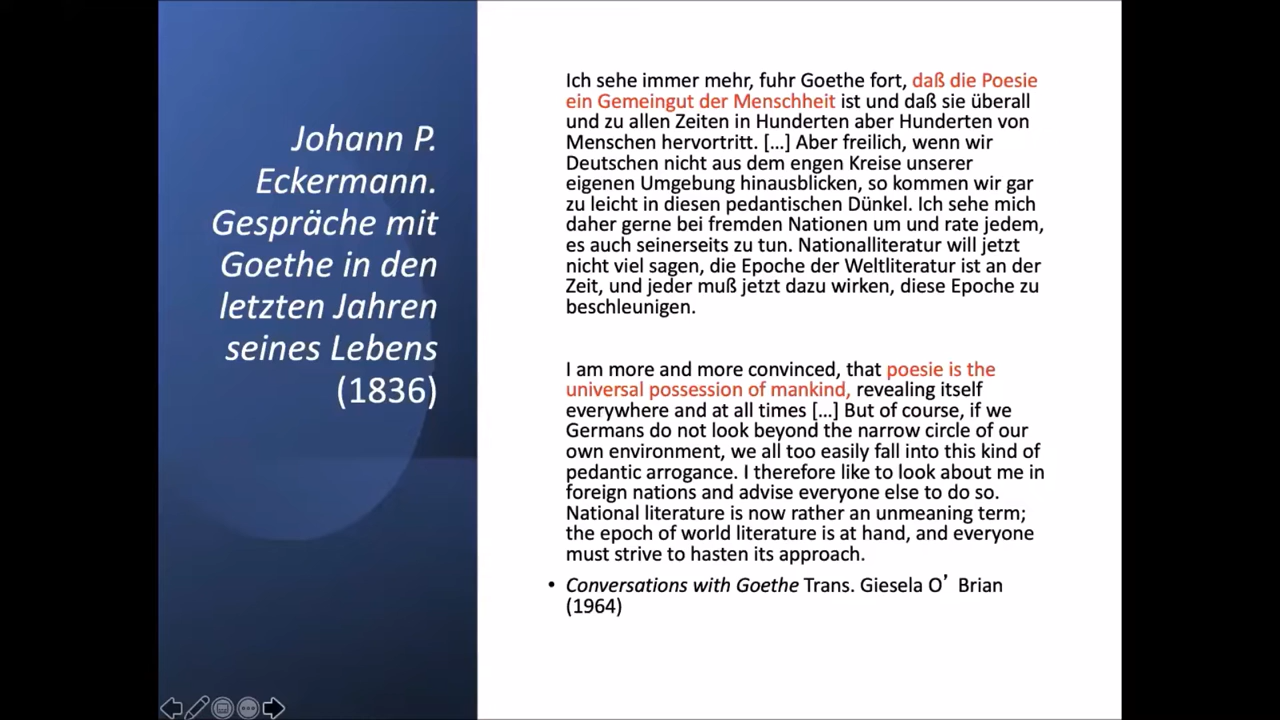 Johann P.
Eckermann.
Gespräche mit
Goethe in den
letzten Jahren
seines Lebens
(1836)
Ich sehe immer mehr, fuhr Goethe fort, daß die Poesie
ein Gemeingut der Menschheit ist und daß sie überall
und zu allen Zeiten in Hunderten aber Hunderten von
Menschen hervortritt. […] Aber freilich, wenn wir
Deutschen nicht aus dem engen Kreise unserer
eigenen Umgebung hinausblicken, so kommen wir gar
zu leicht in diesen pedantischen Dünkel. Ich sehe mich
daher gerne bei fremden Nationen um und rate jedem,
es auch seinerseits zu tun. Nationalliteratur will jetzt
nicht viel sagen, die Epoche der Weltliteratur ist an der
Zeit, und jeder muß jetzt dazu wirken, diese Epoche zu
beschleunigen.
I am more and more convinced, that poesie is the
universal possession of mankind, revealing itself
everywhere and at all times […] But of course, if we
Germans do not look beyond the narrow circle of our
own environment, we all too easily fall into this kind of
pedantic arrogance. I therefore like to look about me in
foreign nations and advise everyone else to do so.
National literature is now rather an unmeaning term;
the epoch of world literature is at hand, and everyone
must strive to hasten its approach.
• Conversations with Goethe Trans. Giesela O’ Brian
(1964)